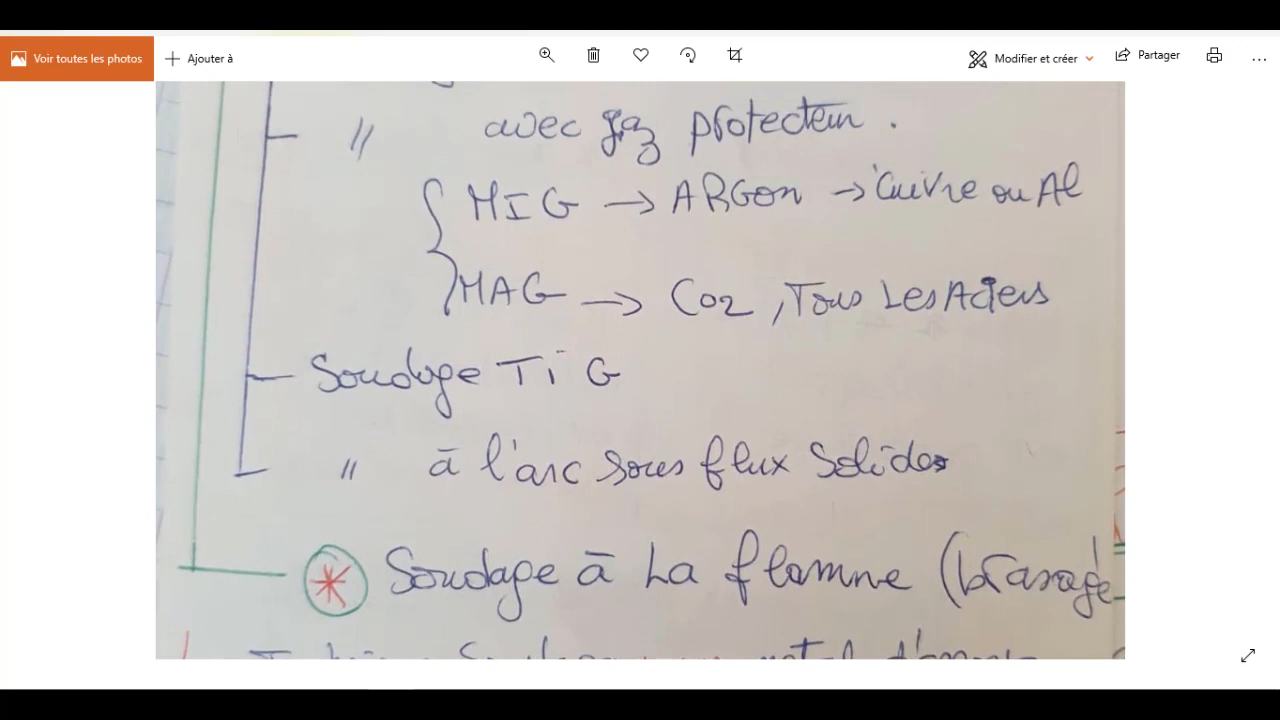 Voir toutes les photos
Ajouter à
Modifier et créer
Partager
// avec gaz protecteur.
MIG → ARGON → Cuivre ou Al
MAG → CO2, Tous Les Aciers
Soudage TiG
// à l'arc sous flux solides
* Soudage à La flamme (brasage